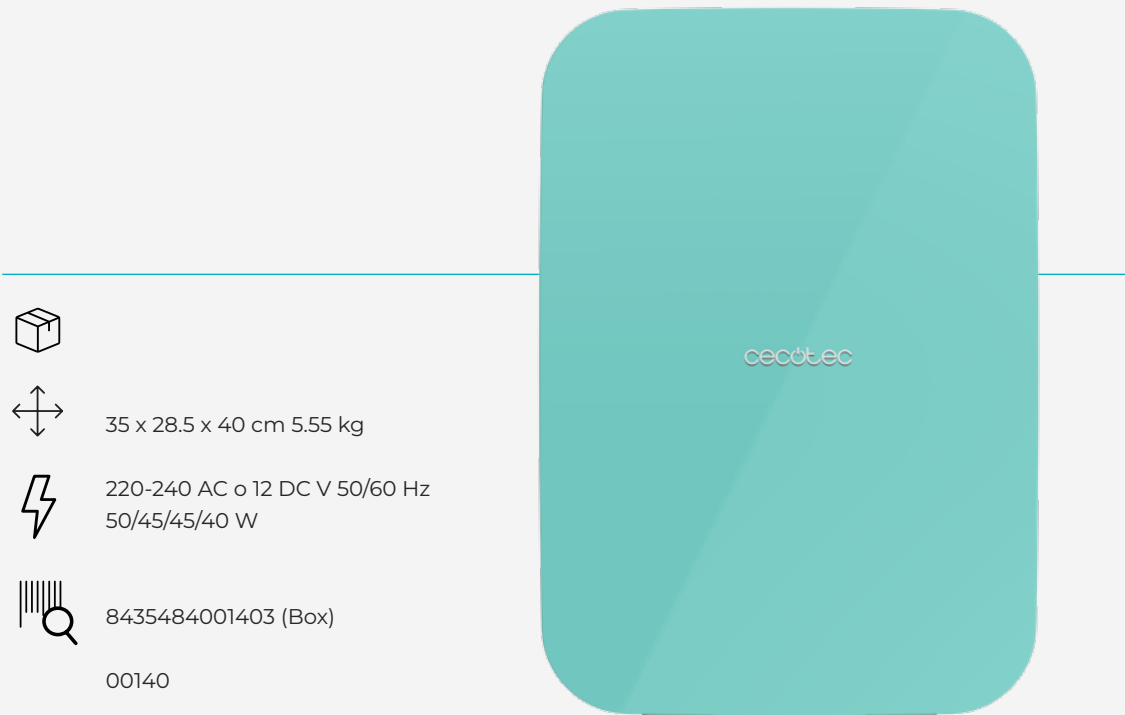 cecotec
35 x 28.5 x 40 cm 5.55 kg
220-240 AC o 12 DC V 50/60 Hz
50/45/45/40 W
8435484001403 (Box)
00140